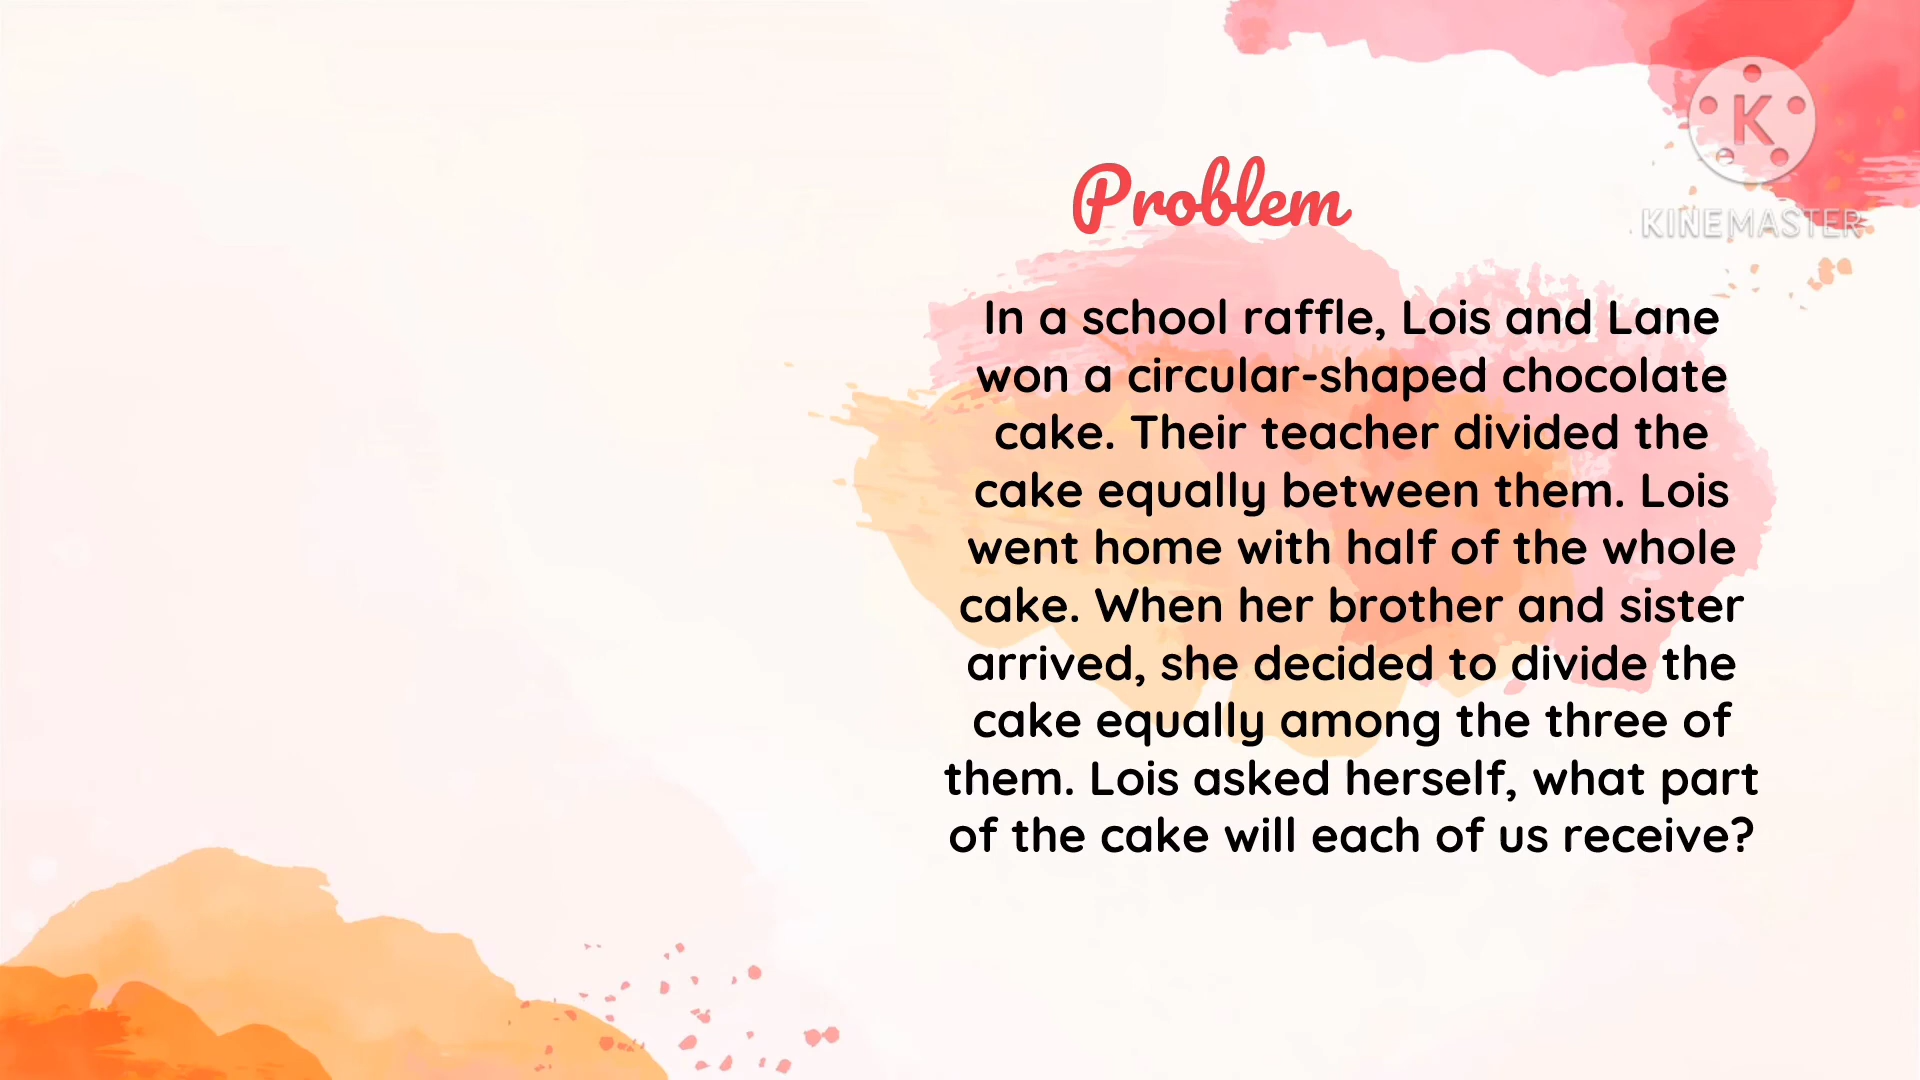 K
KINEMASTER
Problem
In a school raffle, Lois and Lane
won a circular-shaped chocolate
cake. Their teacher divided the
cake equally between them. Lois
went home with half of the whole
cake. When her brother and sister
arrived, she decided to divide the
cake equally among the three of
them. Lois asked herself, what part
of the cake will each of us receive?